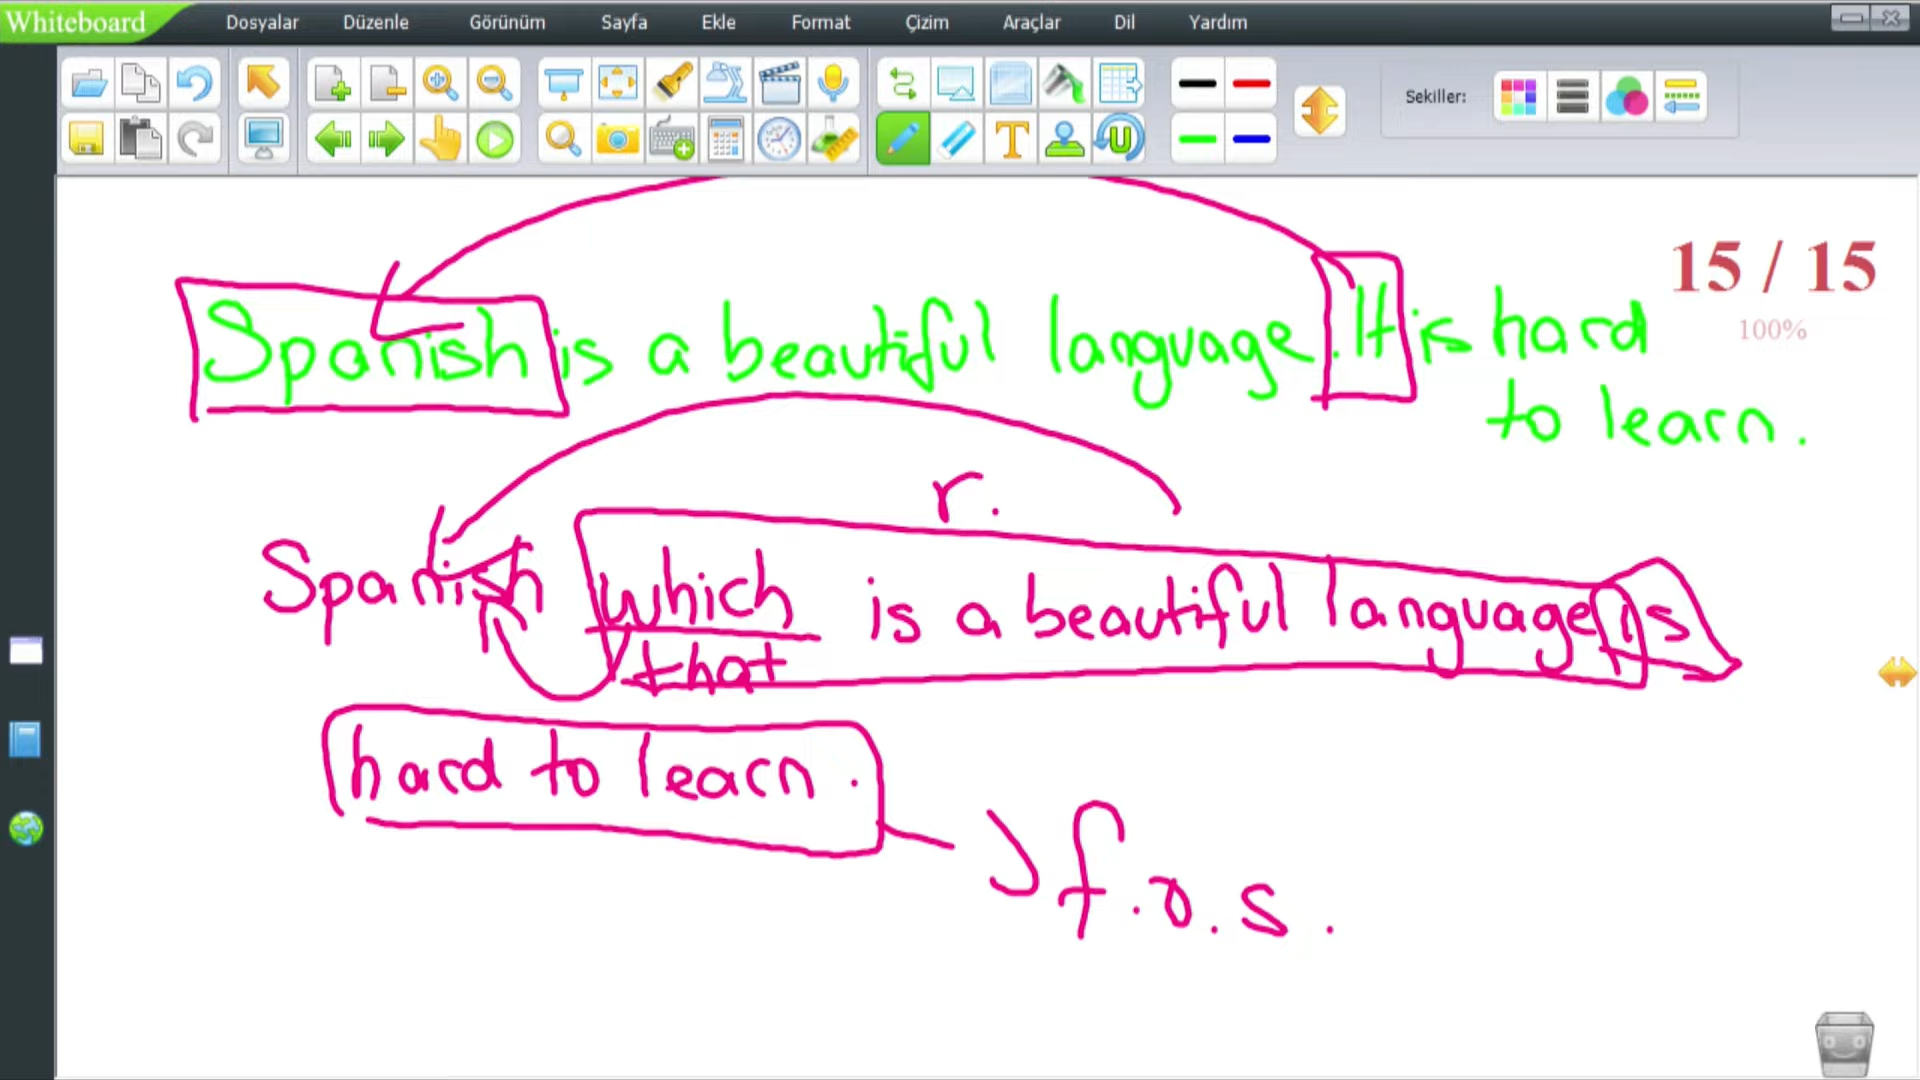 Whiteboard Dosyalar Düzenle Görünüm Sayfa Ekle Format Çizim Araçlar Dil Yardım
Sekiller:
15 / 15
100%
Spanish is a beautiful language. It is hard
to learn.
r.
Spanish which is a beautiful language is
that
hard to learn.
f.o.s.